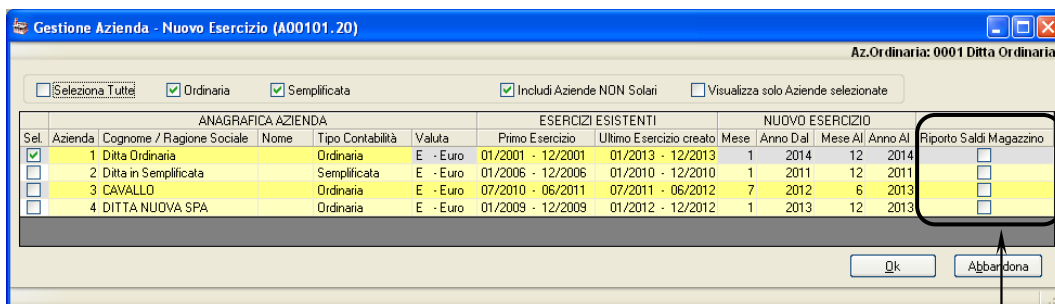 Gestione Azienda - Nuovo Esercizio (A00101.20)
Az.Ordinaria: 0001 Ditta Ordinaria
Seleziona Tutte Ordinaria Semplificata Includi Aziende NON Solari Visualizza solo Aziende selezionate
ANAGRAFICA AZIENDA ESERCIZI ESISTENTI NUOVO ESERCIZIO
Sel. Azienda Cognome / Ragione Sociale Nome Tipo Contabilità Valuta Primo Esercizio Ultimo Esercizio creato Mese Anno Dal Mese Al Anno Al Riporto Saldi Magazzino
1 Ditta Ordinaria Ordinaria E - Euro 01/2001 - 12/2001 01/2013 - 12/2013 1 2014 12 2014
2 Ditta in Semplificata Semplificata E - Euro 01/2006 - 12/2006 01/2010 - 12/2010 1 2011 12 2011
3 CAVALLO Ordinaria E - Euro 07/2010 - 06/2011 07/2011 - 06/2012 7 2012 6 2013
4 DITTA NUOVA SPA Ordinaria E - Euro 01/2009 - 12/2009 01/2012 - 12/2012 1 2013 12 2013
Ok Abbandona